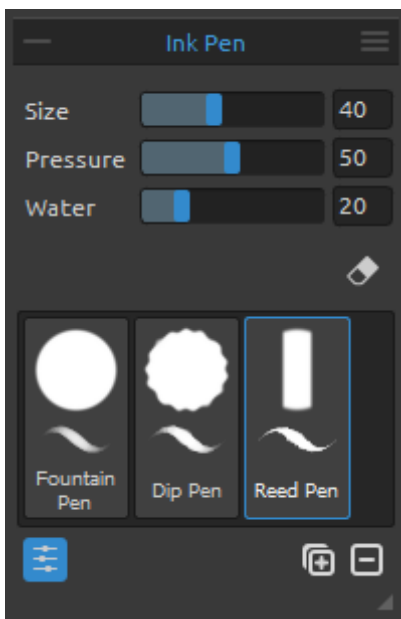 Ink Pen
Size 40
Pressure 50
Water 20
Fountain
Pen
Dip Pen
Reed Pen